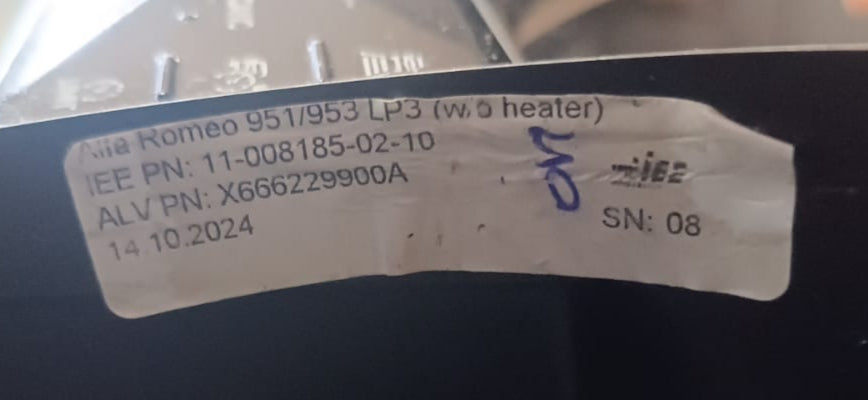 Alfa Romeo 951/953 LP3 (w/o heater)
IEE PN: 11-008185-02-10
ALV PN: X666229900A
14.10.2024
iee
SN: 08